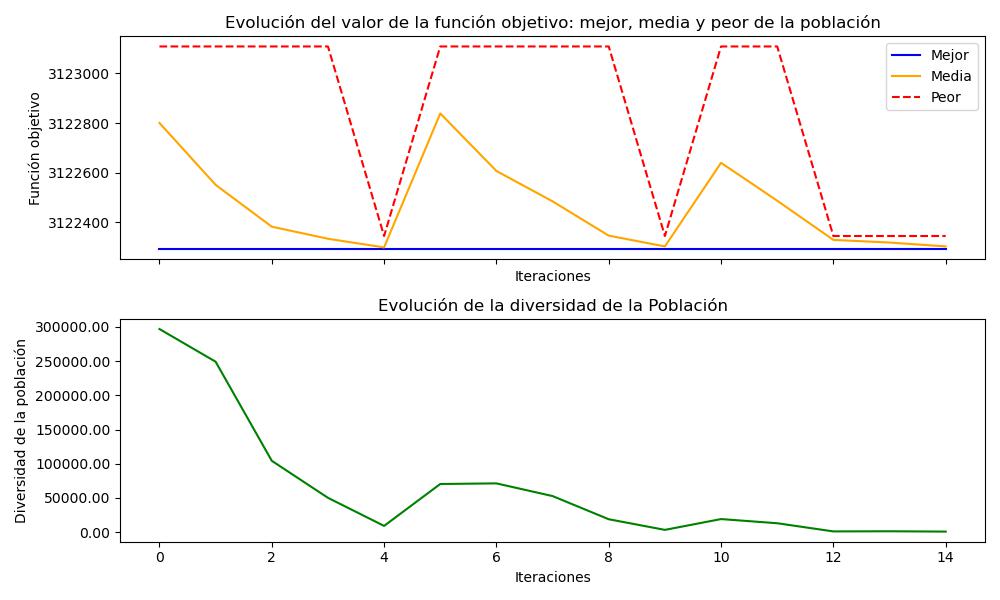 Evolución del valor de la función objetivo: mejor, media y peor de la población
Función objetivo
3123000
3122800
3122600
3122400
Mejor
Media
Peor
Iteraciones
Evolución de la diversidad de la Población
Diversidad de la población
300000.00
250000.00
200000.00
150000.00
100000.00
50000.00
0.00
0 2 4 6 8 10 12 14
Iteraciones